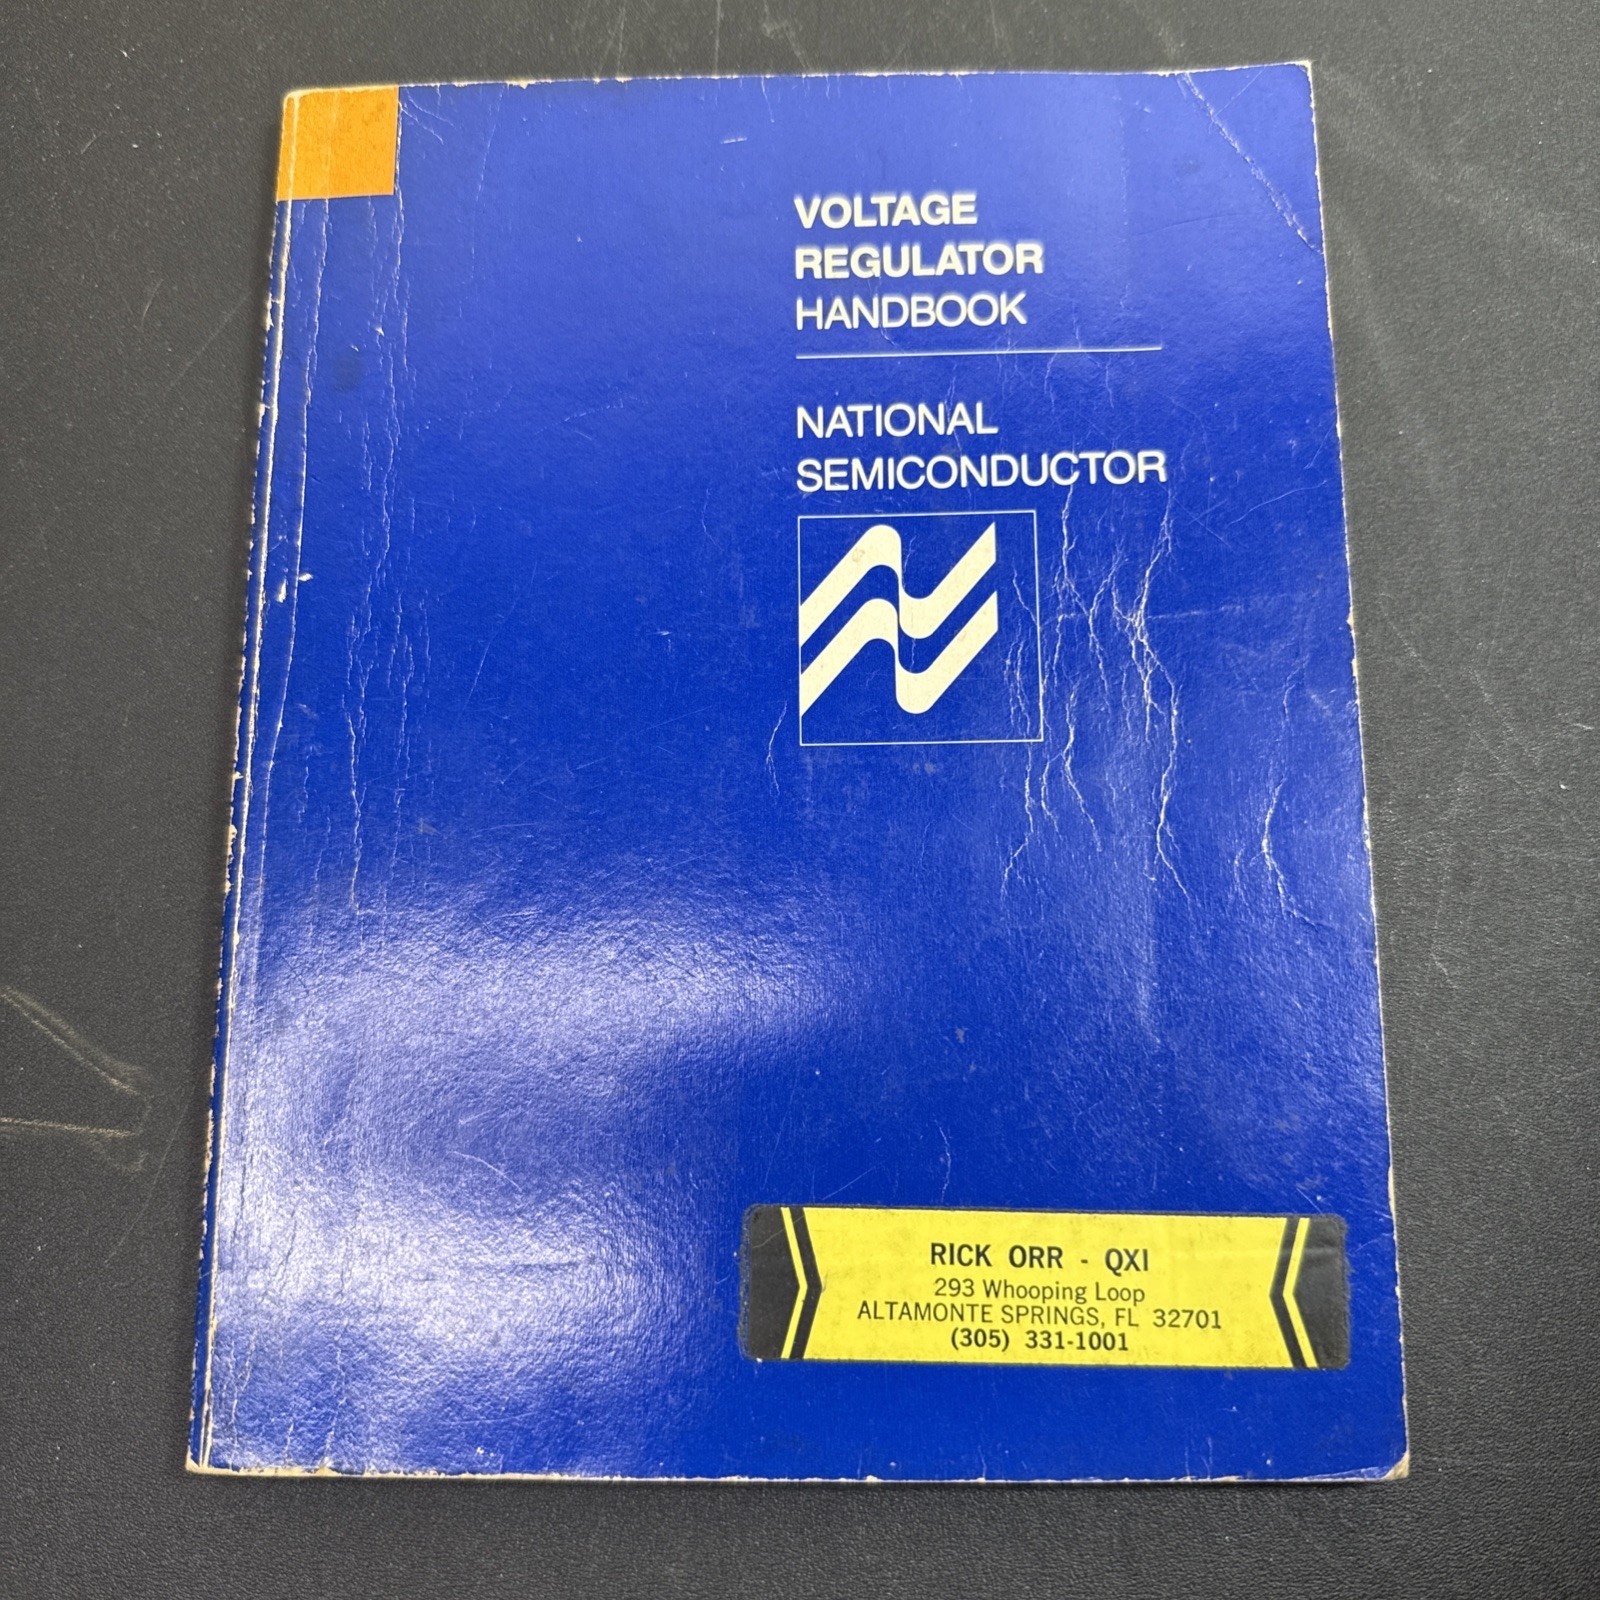 VOLTAGE
REGULATOR
HANDBOOK
NATIONAL
SEMICONDUCTOR
RICK ORR - QXI
293 Whooping Loop
ALTAMONTE SPRINGS, FL 32701
(305) 331-1001